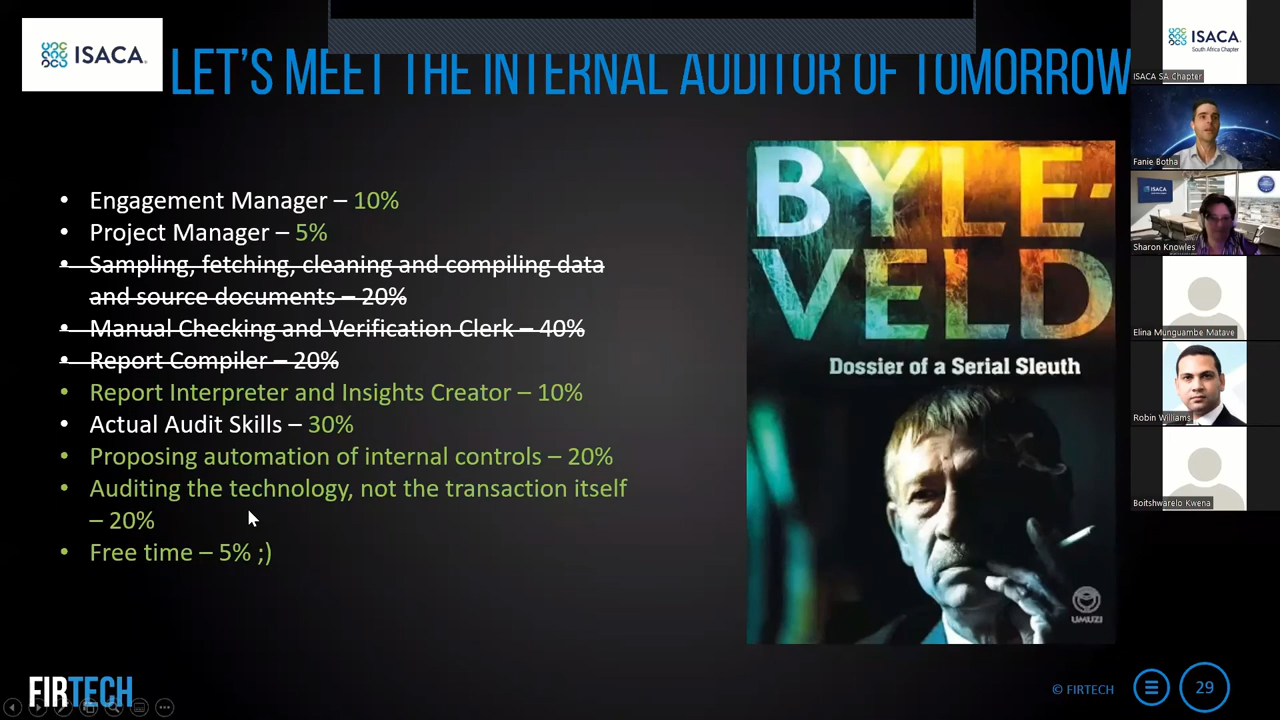 ISACA
LET'S MEET THE INTERNAL AUDITOR OF TOMORROW
• Engagement Manager – 10%
• Project Manager – 5%
• Sampling, fetching, cleaning and compiling data
and source documents – 20%
• Manual Checking and Verification Clerk – 40%
• Report Compiler – 20%
• Report Interpreter and Insights Creator – 10%
• Actual Audit Skills – 30%
• Proposing automation of internal controls – 20%
• Auditing the technology, not the transaction itself
– 20%
• Free time – 5% ;)
BYLE-
VELD
Dossier of a Serial Sleuth
UMUZI
FIRTECH
© FIRTECH
29
ISACA
South Africa Chapter
ISACA SA Chapter
Fanie Botha
ISACA
Sharon Knowles
Elina Munguambe Matave
Robin Williams
Boitshwarelo Kwena